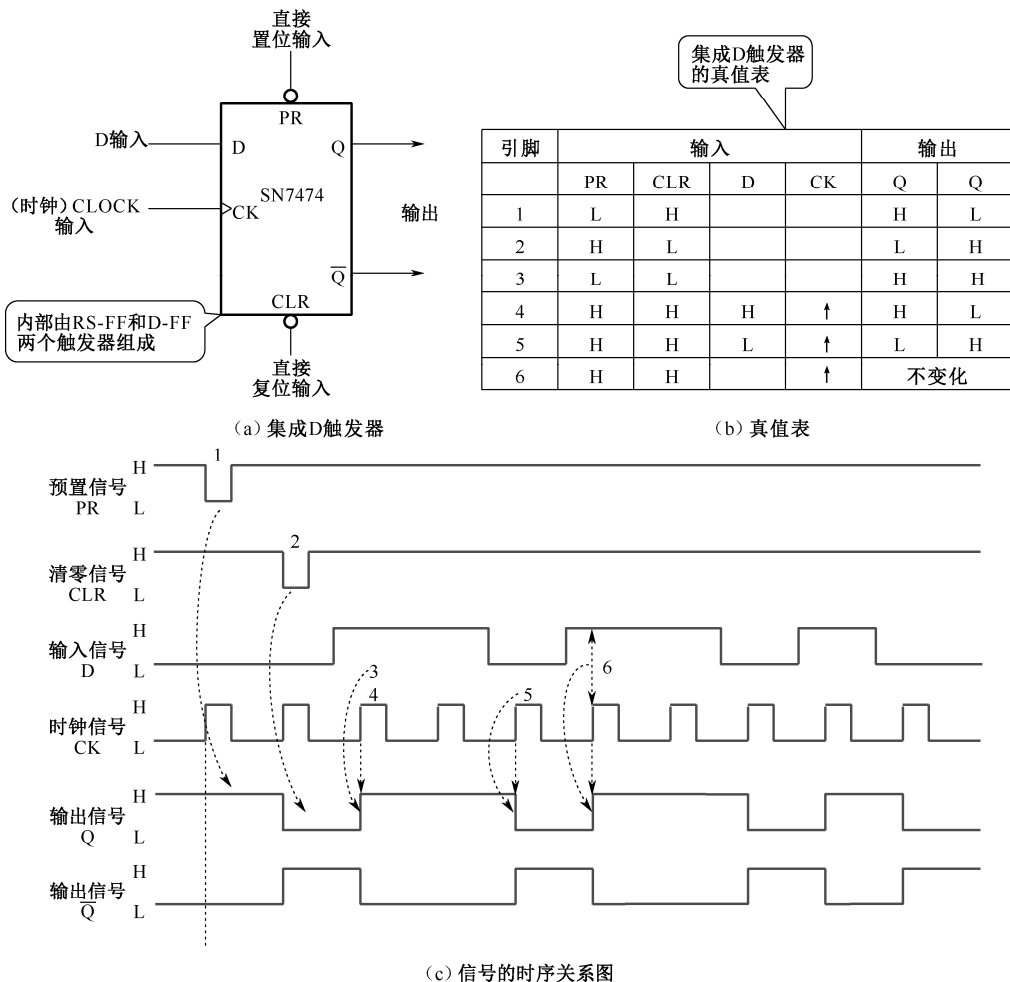 直接
置位输入
PR
D输入
D
Q
SN7474
(时钟)CLOCK
输入
CK
输出
Q̅
CLR
内部由RS-FF和D-FF
两个触发器组成
直接
复位输入
(a)集成D触发器
集成D触发器
的真值表
引脚 输入 输出
PR CLR D CK Q Q
1 L H H L
2 H L L H
3 L L H H
4 H H H ↑ H L
5 H H L ↑ L H
6 H H ↑ 不变化
(b)真值表
预置信号
PR
H
L
1
清零信号
CLR
H
L
2
输入信号
D
H
L
3
4
5
6
时钟信号
CK
H
L
输出信号
Q
H
L
输出信号
Q̅
H
L
(c)信号的时序关系图